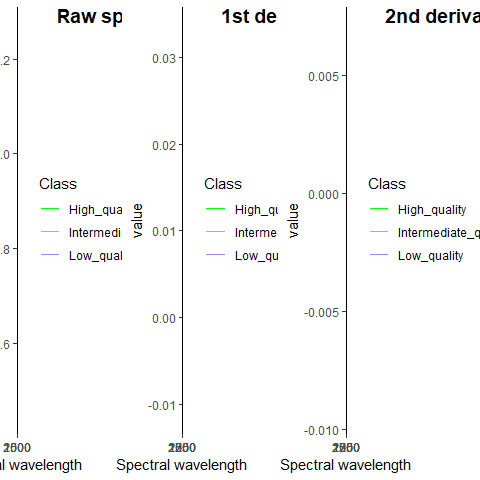 Raw sp
.2
.0
.8
.6
Class
High_qua
Intermedi
Low_qual
al wavelength
1st de
value
0.03
0.02
0.01
0.00
-0.01
Class
High_qu
Interme
Low_qu
Spectral wavelength
2nd deriva
value
0.005
0.000
-0.005
-0.010
Class
High_quality
Intermediate_q
Low_quality
Spectral wavelength